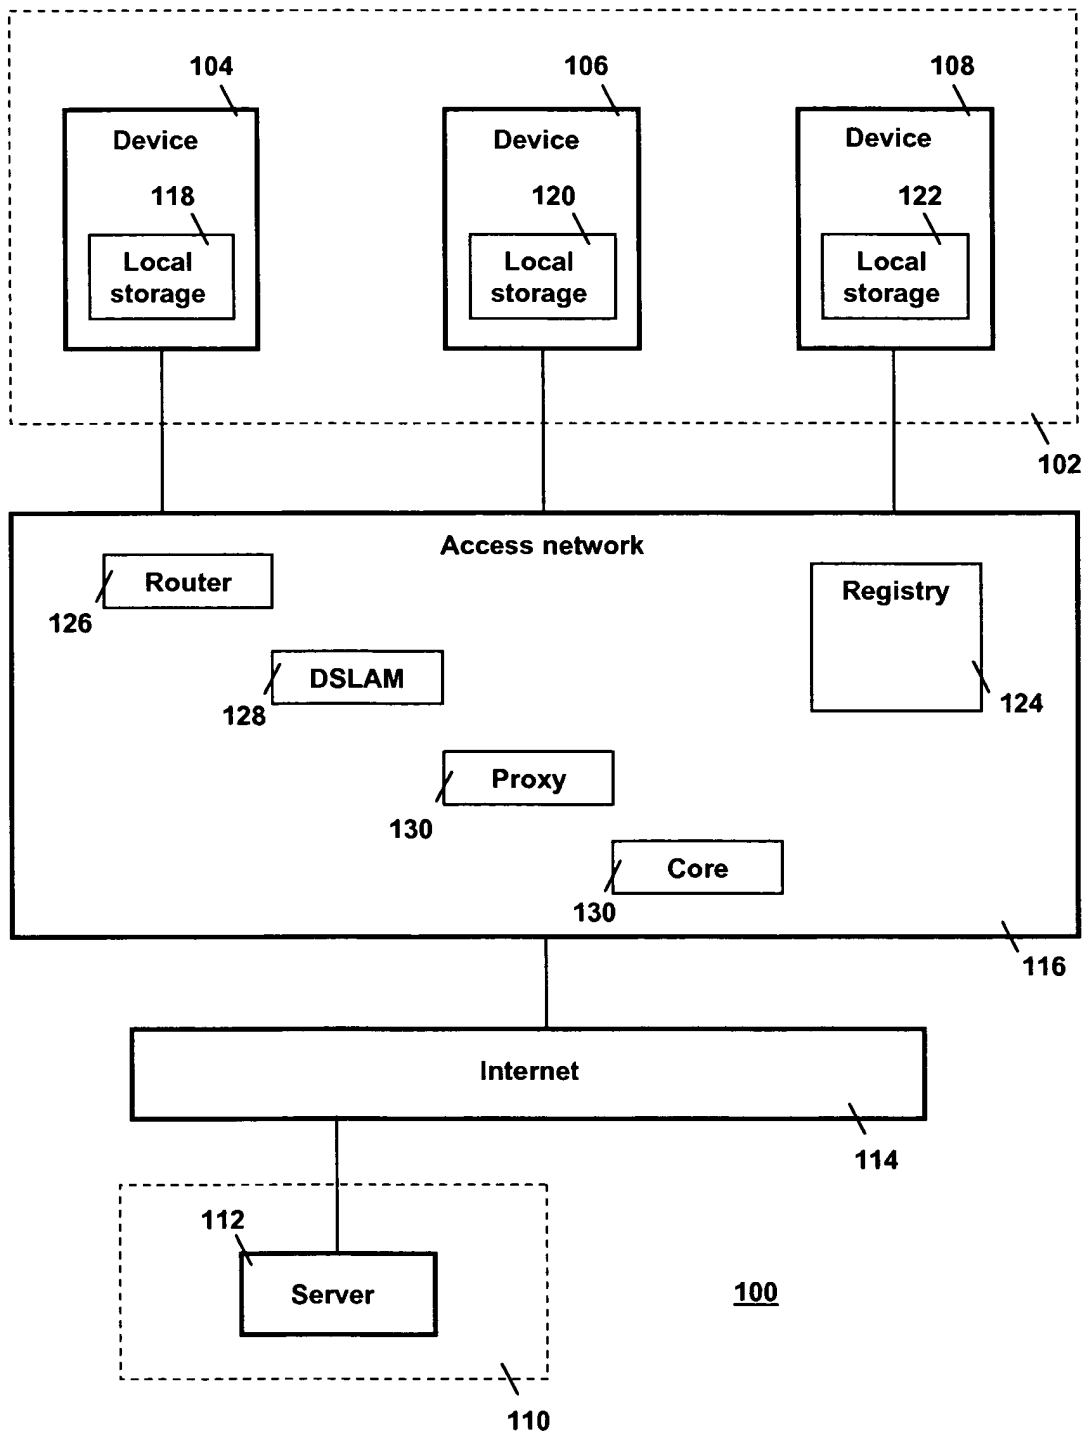 104
106
108
Device
Device
Device
118
120
122
Local
storage
Local
storage
Local
storage
102
Access network
Router
126
Registry
DSLAM
128
124
Proxy
130
Core
130
116
Internet
114
112
Server
100
110